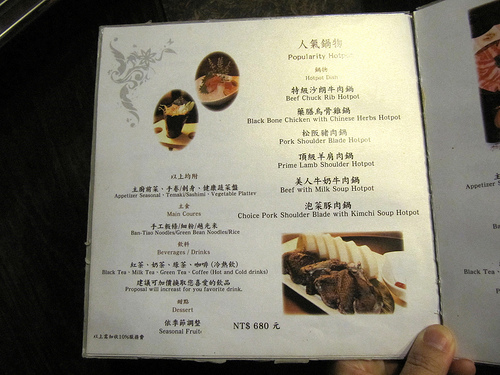 人氣鍋物
Popularity Hotpot
鍋物
Hotpot Dish
特級沙朗牛肉鍋
Beef Chuck Rib Hotpot
藥膳烏骨雞鍋
Black Bone Chicken with Chinese Herbs Hotpot
松阪豬肉鍋
Pork Shoulder Blade Hotpot
頂級羊肩肉鍋
Prime Lamb Shoulder Hotpot
美人牛奶牛肉鍋
Beef with Milk Soup Hotpot
泡菜豚肉鍋
Choice Pork Shoulder Blade with Kimchi Soup Hotpot
以上均附
主廚前菜、手卷/刺身、健康蔬菜盤
Appetizer Seasonal、Temaki/Sashimi、Vegetable Platter
主食
Main Coures
手工粄條/細粉/越光米
Ban-Tiao Noodles/Green Bean Noodles/Rice
飲料
Beverages / Drinks
紅茶、奶茶、綠茶、咖啡 (冷熱飲)
Black Tea、Milk Tea、Green Tea、Coffee (Hot and Cold drinks)
建議可加價換取您喜愛的飲品
Proposal will increase for you favorite drink.
甜點
Dessert
依季節調整
Seasonal Fruits
NT$ 680 元
以上需加收10%服務費
Appetizer
Black Tea